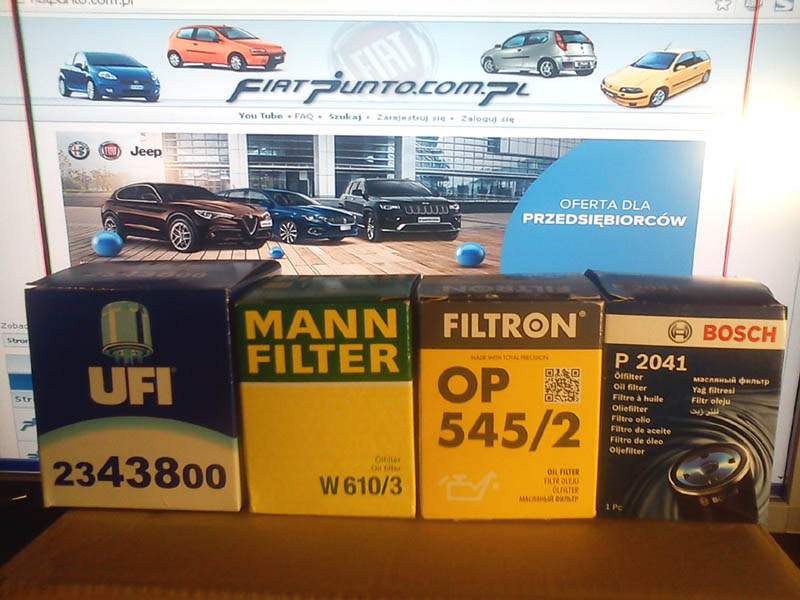 FIATPUNTO.COM.PL
You Tube • FAQ • Szukaj • Zarejestruj się • Zaloguj się
FIAT
Jeep
OFERTA DLA
PRZEDSIĘBIORCÓW
UFI
2343800
MANN
FILTER
Ölfilter
Oil filter
W 610/3
FILTRON
MADE WITH TOTAL PRECISION
OP
545/2
OIL FILTER
FILTR OLEJU
ÖLFILTER
МАСЛЯНЫЙ ФИЛЬТР
BOSCH
P 2041
Ölfilter
Oil filter
Filtre à huile
Oliefilter
Filtro olio
Filtro de aceite
Filtro de óleo
Oljefilter
масляный фильтр
Yağ filtresi
Filtr oleju
فلتر زيت
1 Pc